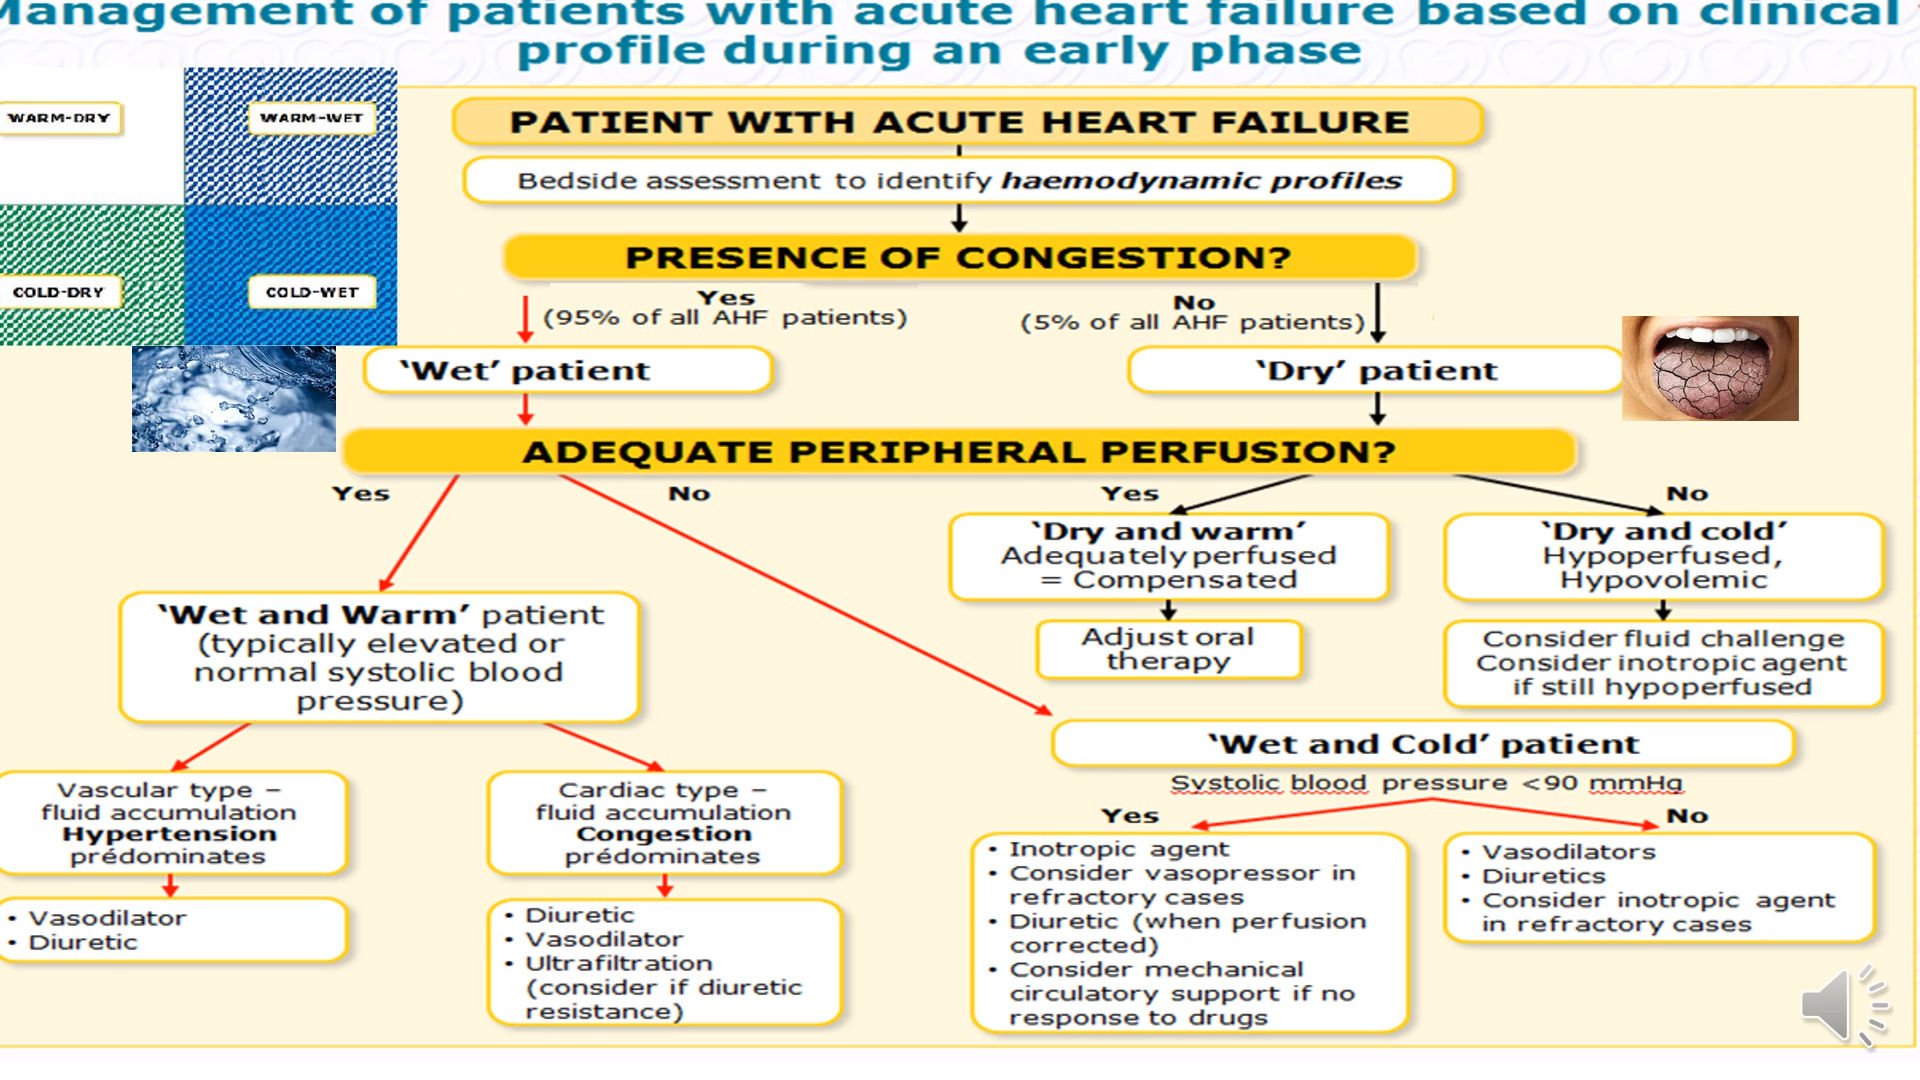 Management of patients with acute heart failure based on clinical
profile during an early phase
WARM-DRY
WARM-WET
COLD-DRY
COLD-WET
PATIENT WITH ACUTE HEART FAILURE
Bedside assessment to identify haemodynamic profiles
PRESENCE OF CONGESTION?
Yes
(95% of all AHF patients)
No
(5% of all AHF patients)
‘Wet’ patient
‘Dry’ patient
ADEQUATE PERIPHERAL PERFUSION?
Yes
No
Yes
No
‘Dry and warm’
Adequately perfused
= Compensated
‘Dry and cold’
Hypoperfused,
Hypovolemic
Adjust oral
therapy
Consider fluid challenge
Consider inotropic agent
if still hypoperfused
‘Wet and Warm’ patient
(typically elevated or
normal systolic blood
pressure)
‘Wet and Cold’ patient
Systolic blood pressure <90 mmHg
Yes
No
Vascular type –
fluid accumulation
Hypertension
prédominates
Cardiac type –
fluid accumulation
Congestion
prédominates
• Vasodilator
• Diuretic
• Diuretic
• Vasodilator
• Ultrafiltration
(consider if diuretic
resistance)
• Inotropic agent
• Consider vasopressor in
refractory cases
• Diuretic (when perfusion
corrected)
• Consider mechanical
circulatory support if no
response to drugs
• Vasodilators
• Diuretics
• Consider inotropic agent
in refractory cases